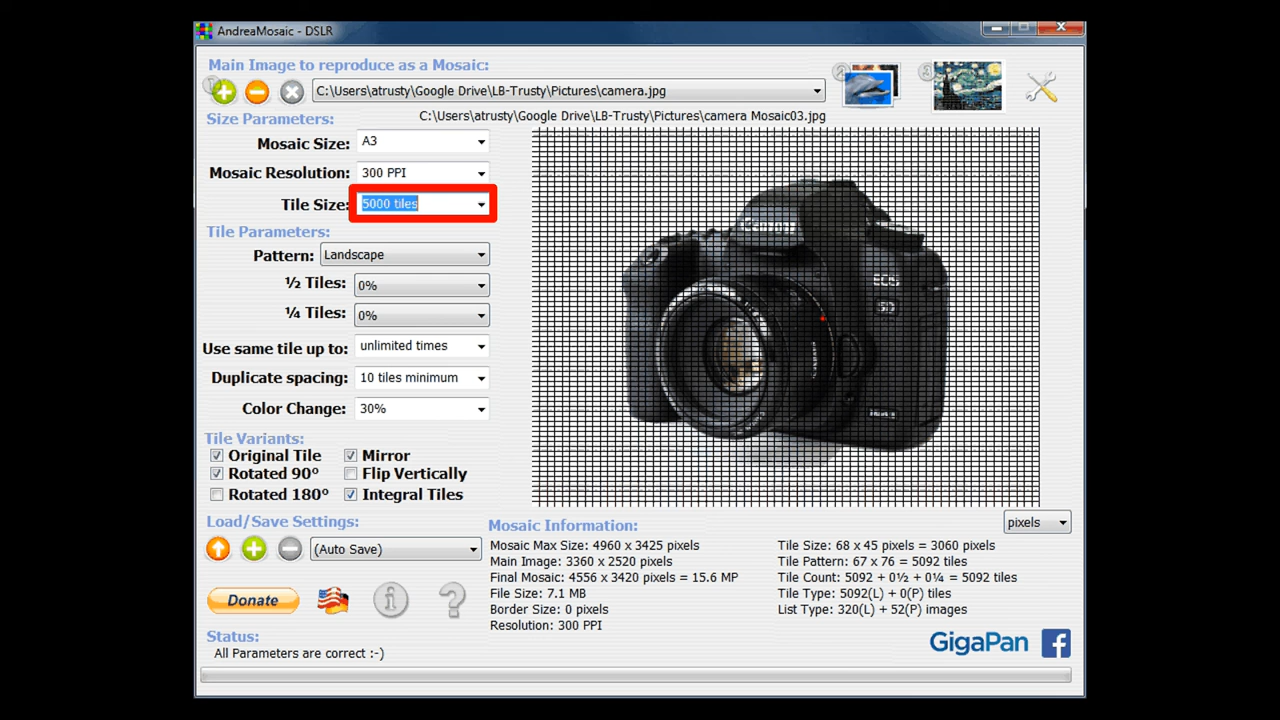 AndreaMosaic - DSLR
Main Image to reproduce as a Mosaic:
C:\Users\atrusty\Google Drive\LB-Trusty\Pictures\camera.jpg
Size Parameters:
C:\Users\atrusty\Google Drive\LB-Trusty\Pictures\camera Mosaic03.jpg
Mosaic Size: A3
Mosaic Resolution: 300 PPI
Tile Size: 5000 tiles
Tile Parameters:
Pattern: Landscape
½ Tiles: 0%
¼ Tiles: 0%
Use same tile up to: unlimited times
Duplicate spacing: 10 tiles minimum
Color Change: 30%
Tile Variants:
Original Tile Mirror
Rotated 90º Flip Vertically
Rotated 180º Integral Tiles
Load/Save Settings:
(Auto Save)
Donate
Status:
All Parameters are correct :-)
EOS
pixels
Mosaic Information:
Mosaic Max Size: 4960 x 3425 pixels
Main Image: 3360 x 2520 pixels
Final Mosaic: 4556 x 3420 pixels = 15.6 MP
File Size: 7.1 MB
Border Size: 0 pixels
Resolution: 300 PPI
Tile Size: 68 x 45 pixels = 3060 pixels
Tile Pattern: 67 x 76 = 5092 tiles
Tile Count: 5092 + 0½ + 0¼ = 5092 tiles
Tile Type: 5092(L) + 0(P) tiles
List Type: 320(L) + 52(P) images
GigaPan